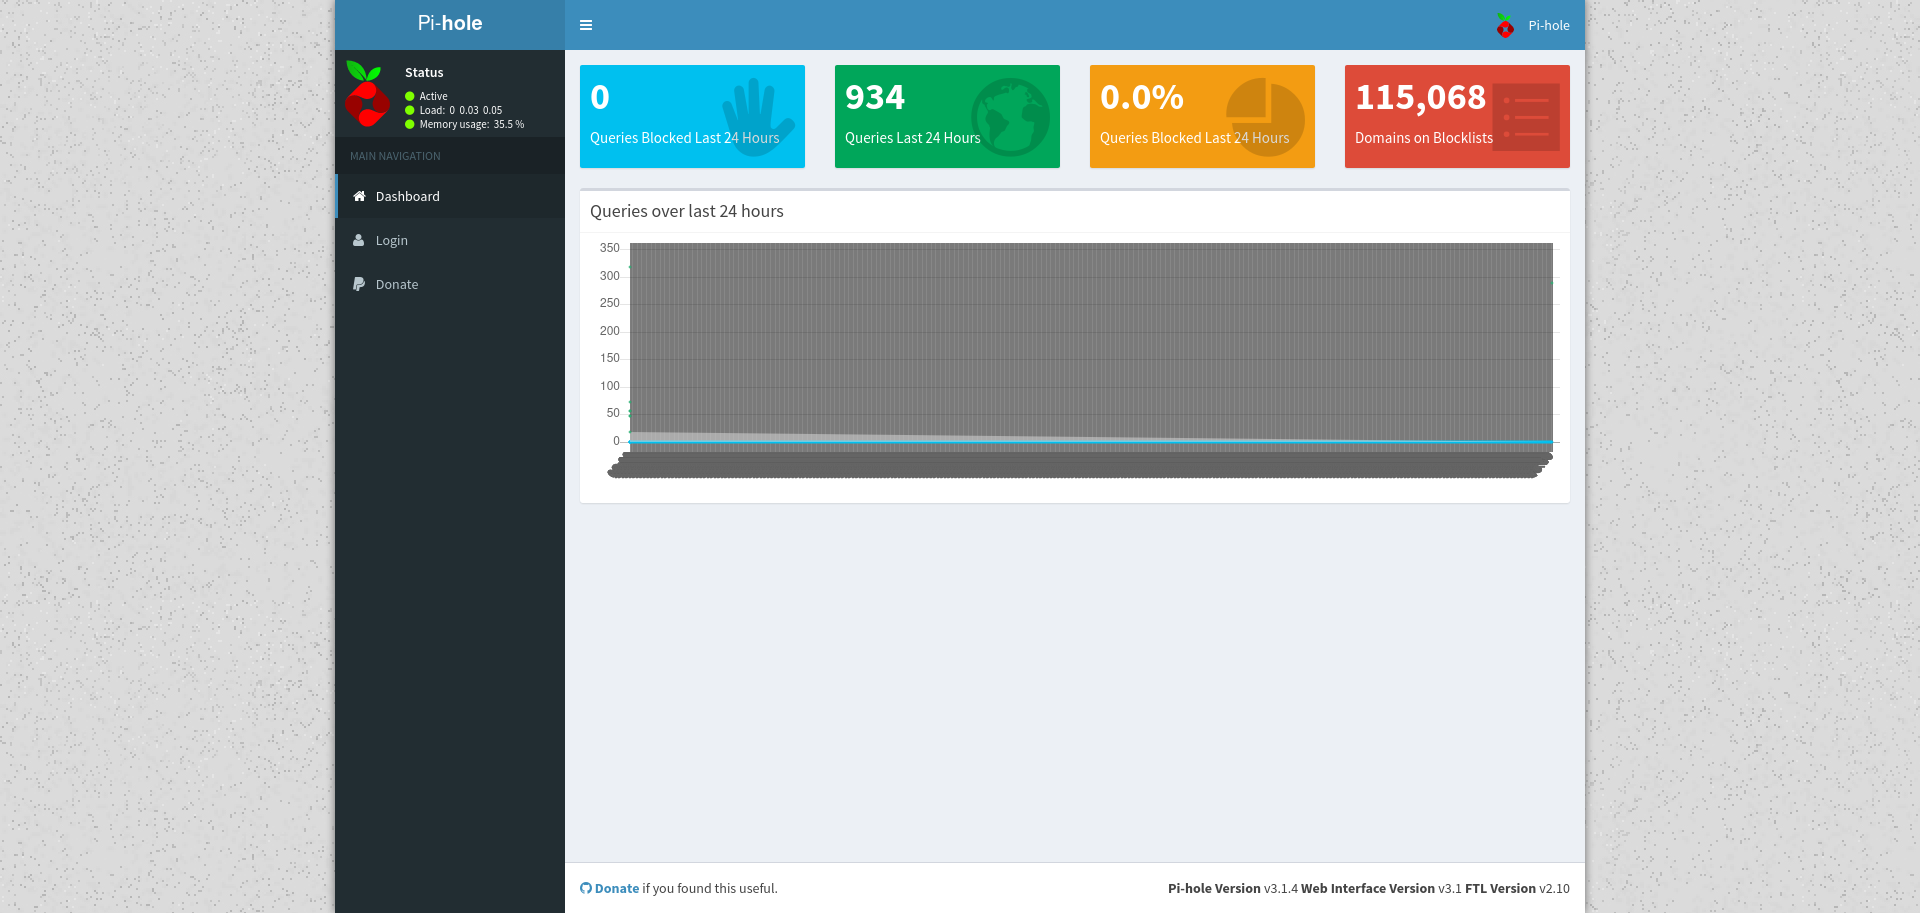 Pi-hole
Pi-hole
Status
Active
Load: 0 0.03 0.05
Memory usage: 35.5 %
MAIN NAVIGATION
Dashboard
Login
Donate
0
Queries Blocked Last 24 Hours
934
Queries Last 24 Hours
0.0%
Queries Blocked Last 24 Hours
115,068
Domains on Blocklists
Queries over last 24 hours
350
300
250
200
150
100
50
0
Donate if you found this useful.
Pi-hole Version v3.1.4 Web Interface Version v3.1 FTL Version v2.10